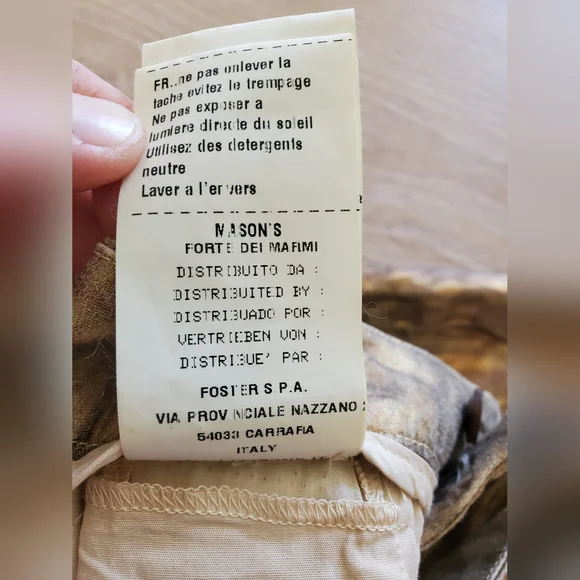 FR..ne pas enlever la
tache evitez le trempage
Ne pas exposer a
lumiere directe du soleil
Utilisez des detergents
neutre
Laver a l'envers
MASON'S
FORTE DEI MARMI
DISTRIBUITO DA :
DISTRIBUTED BY :
DISTRIBUADO POR :
VERTRIEBEN VON :
DISTRIBUE' PAR :
FOSTER S.P.A.
VIA PROVINCIALE NAZZANO
54033 CARRARA
ITALY